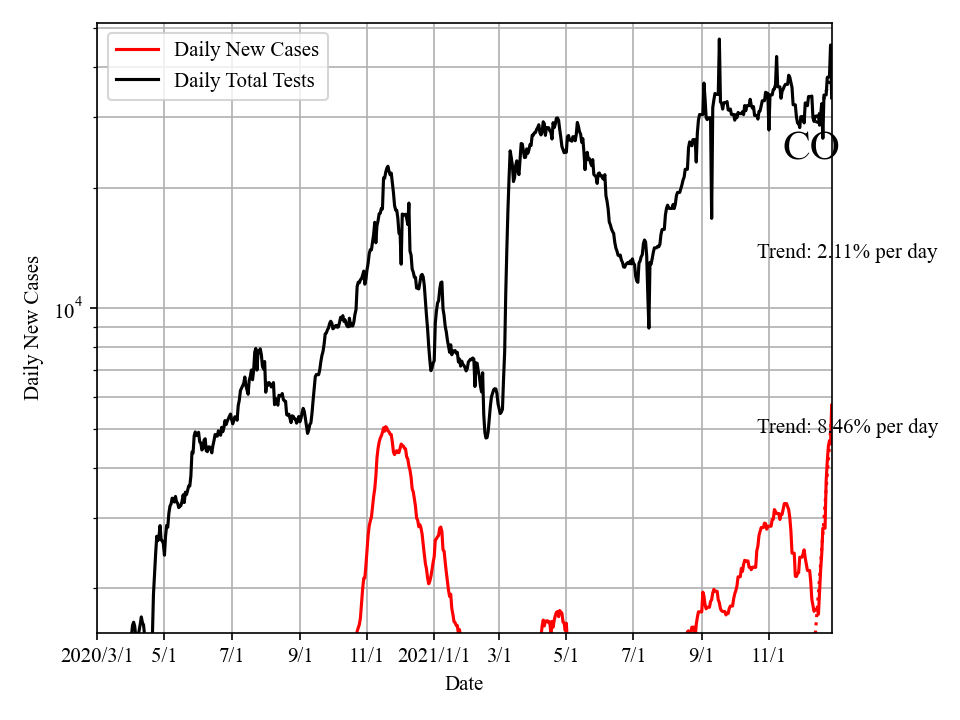 Daily New Cases
Daily Total Tests
CO
Trend: 2.11% per day
Trend: 8.46% per day
Daily New Cases
10^4
2020/3/1 5/1 7/1 9/1 11/1 2021/1/1 3/1 5/1 7/1 9/1 11/1
Date